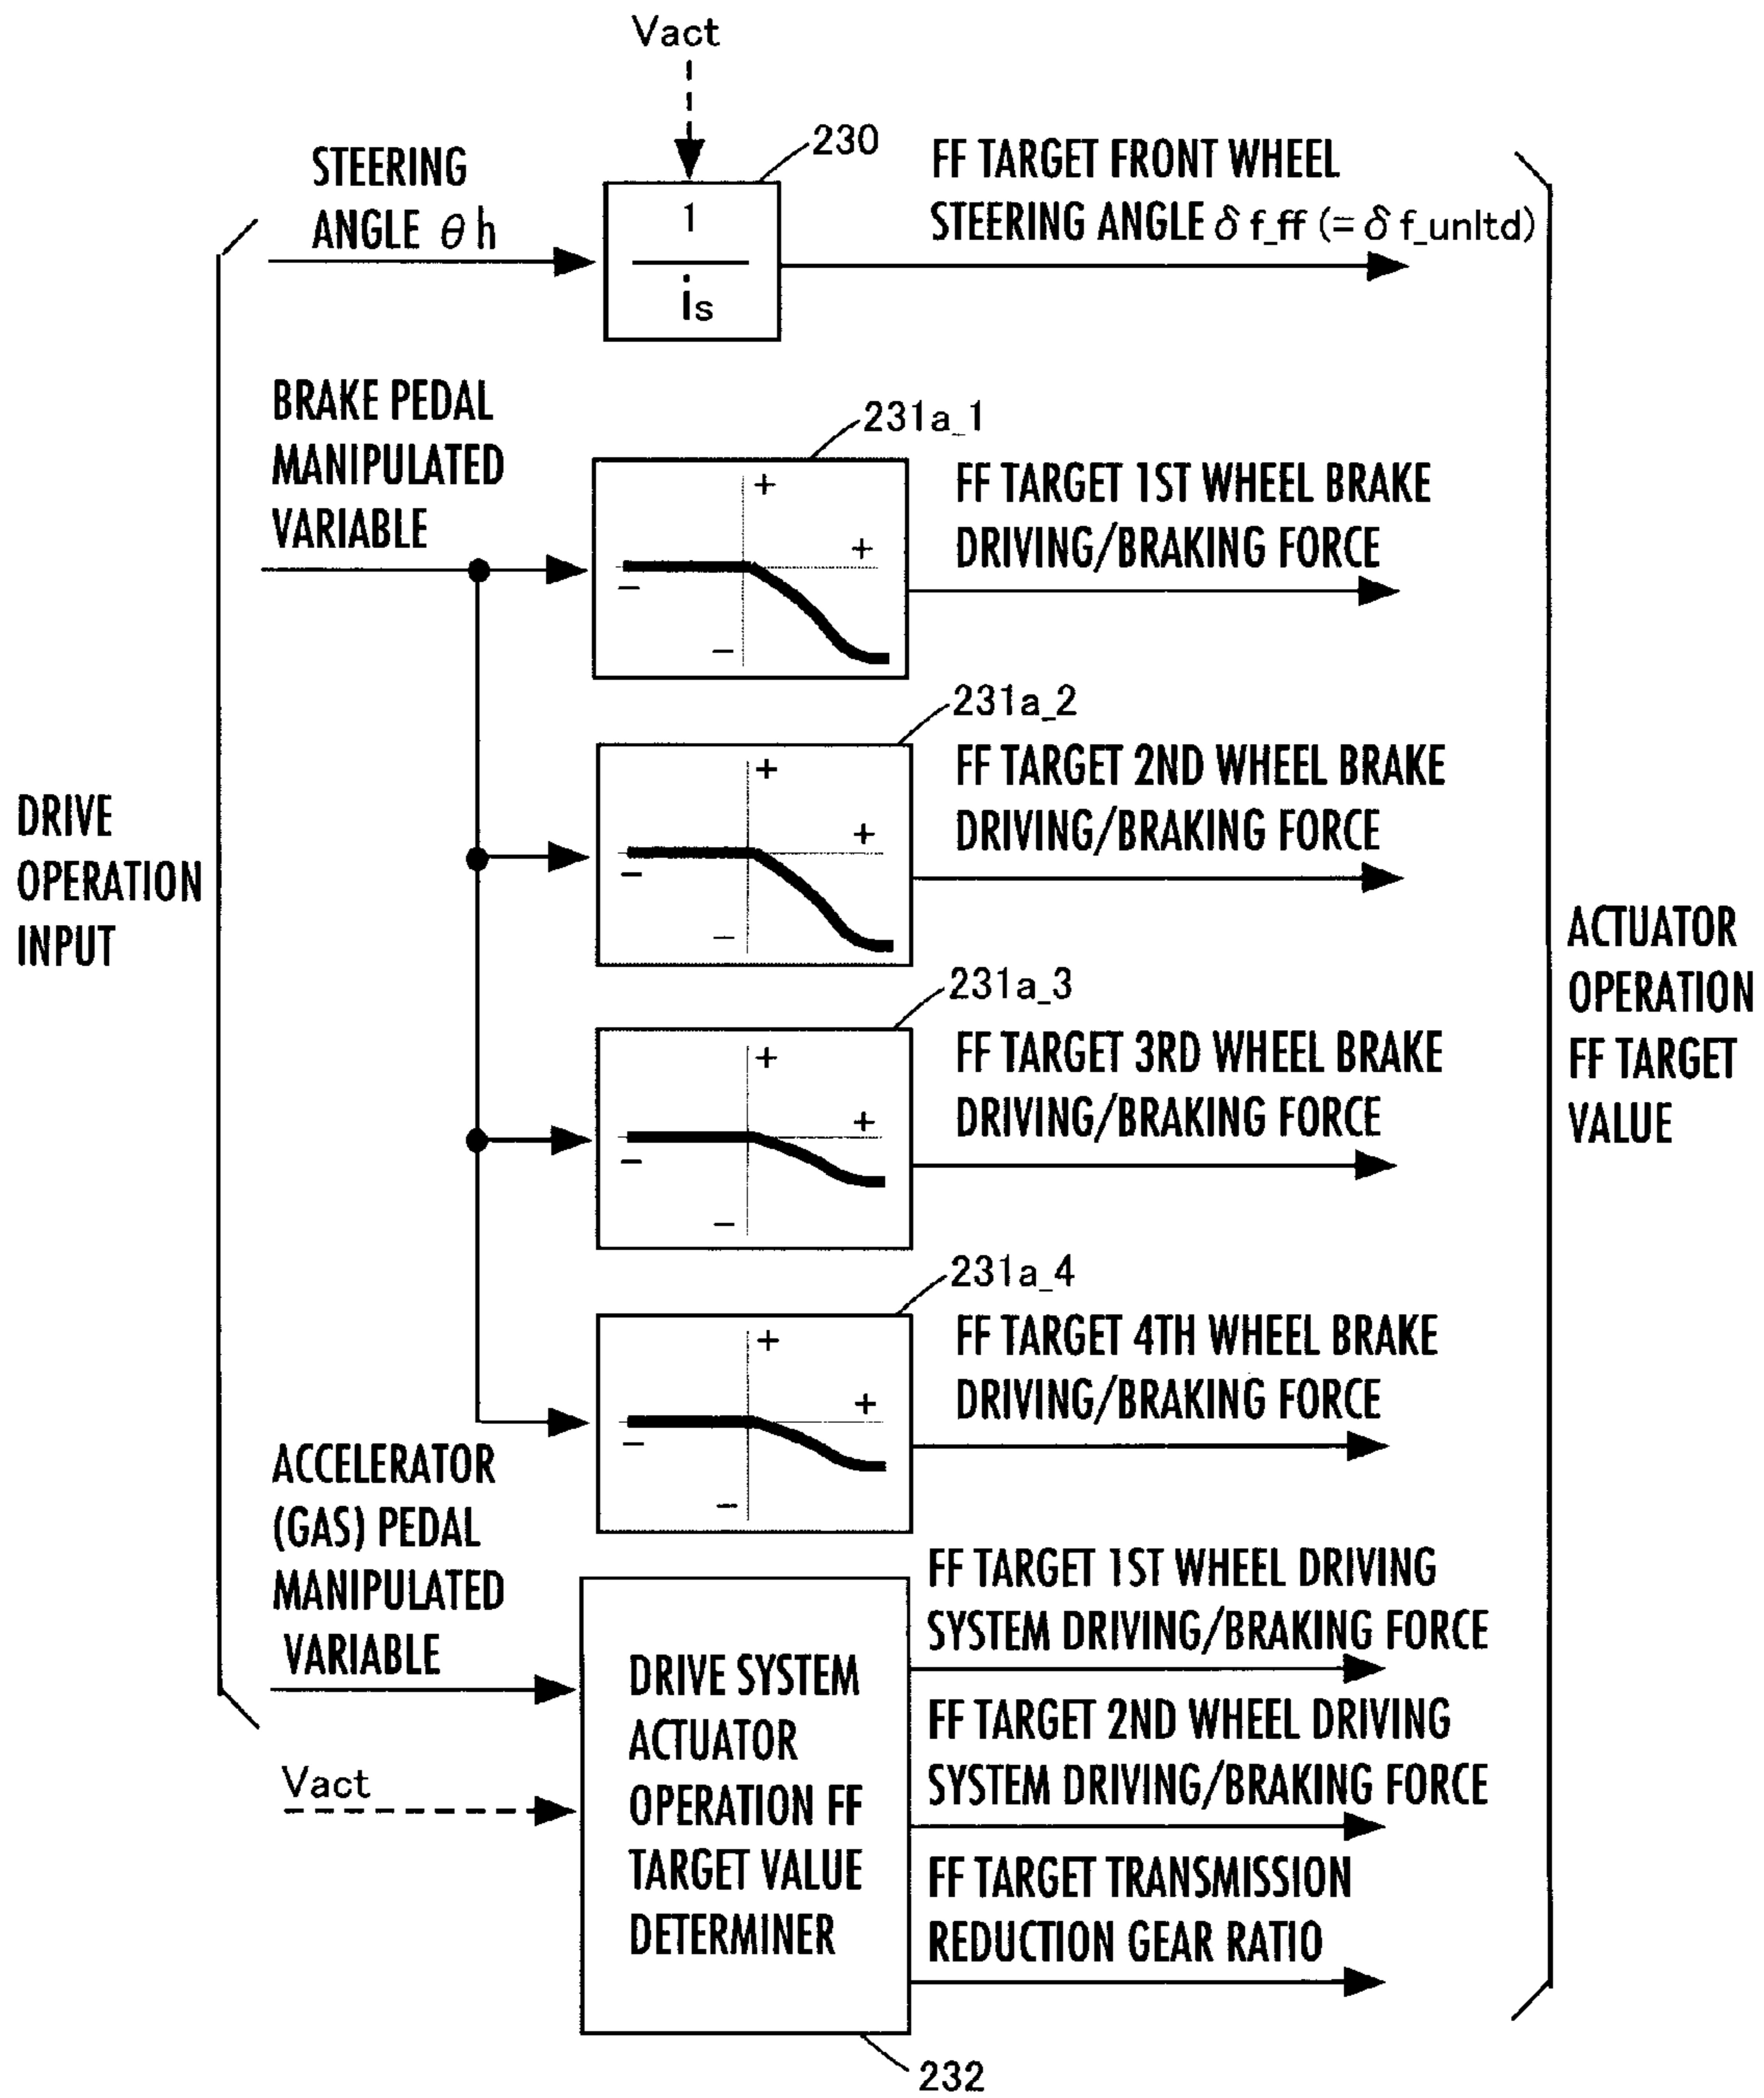 Vact
230
STEERING
ANGLE θh
1
is
FF TARGET FRONT WHEEL
STEERING ANGLE δf_ff (=δf_unltd)
BRAKE PEDAL
MANIPULATED
VARIABLE
231a_1
+
+
−
−
FF TARGET 1ST WHEEL BRAKE
DRIVING/BRAKING FORCE
231a_2
+
+
−
−
FF TARGET 2ND WHEEL BRAKE
DRIVING/BRAKING FORCE
DRIVE
OPERATION
INPUT
ACTUATOR
OPERATION
FF TARGET
VALUE
231a_3
+
+
−
−
FF TARGET 3RD WHEEL BRAKE
DRIVING/BRAKING FORCE
231a_4
+
+
−
−
FF TARGET 4TH WHEEL BRAKE
DRIVING/BRAKING FORCE
ACCELERATOR
(GAS) PEDAL
MANIPULATED
VARIABLE
Vact
DRIVE SYSTEM
ACTUATOR
OPERATION FF
TARGET VALUE
DETERMINER
FF TARGET 1ST WHEEL DRIVING
SYSTEM DRIVING/BRAKING FORCE
FF TARGET 2ND WHEEL DRIVING
SYSTEM DRIVING/BRAKING FORCE
FF TARGET TRANSMISSION
REDUCTION GEAR RATIO
232